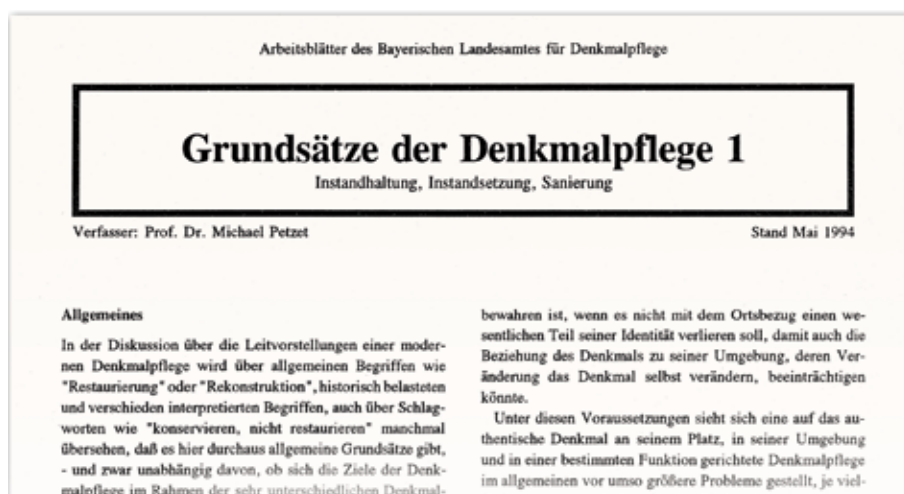 Arbeitsblätter des Bayerischen Landesamtes für Denkmalpflege
Grundsätze der Denkmalpflege 1
Instandhaltung, Instandsetzung, Sanierung
Verfasser: Prof. Dr. Michael Petzet
Stand Mai 1994
Allgemeines
In der Diskussion über die Leitvorstellungen einer moder-
nen Denkmalpflege wird über allgemeinen Begriffen wie
"Restaurierung" oder "Rekonstruktion", historisch belasteten
und verschieden interpretierten Begriffen, auch über Schlag-
worten wie "konservieren, nicht restaurieren" manchmal
übersehen, daß es hier durchaus allgemeine Grundsätze gibt,
- und zwar unabhängig davon, ob sich die Ziele der Denk-
malpflege im Rahmen der sehr unterschiedlichen Denkmal-
bewahren ist, wenn es nicht mit dem Ortsbezug einen we-
sentlichen Teil seiner Identität verlieren soll, damit auch die
Beziehung des Denkmals zu seiner Umgebung, deren Ver-
änderung das Denkmal selbst verändern, beeinträchtigen
könnte.
Unter diesen Voraussetzungen sieht sich eine auf das au-
thentische Denkmal an seinem Platz, in seiner Umgebung
und in einer bestimmten Funktion gerichtete Denkmalpflege
im allgemeinen vor umso größere Probleme gestellt, je viel-